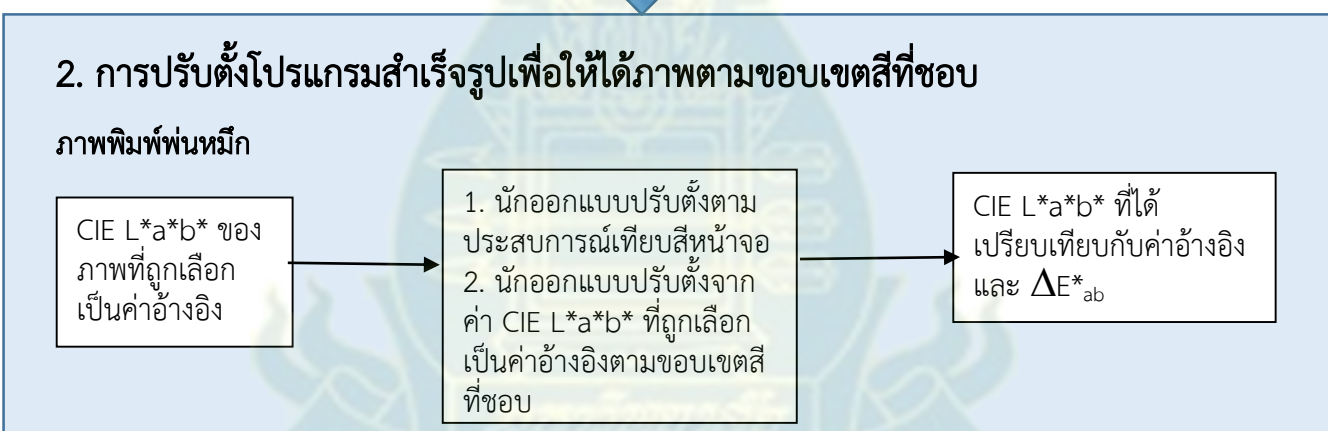 2. การปรับตั้งโปรแกรมสำเร็จรูปเพื่อให้ได้ภาพตามขอบเขตสีที่ชอบ
ภาพพิมพ์พ่นหมึก
CIE L*a*b* ของ
ภาพที่ถูกเลือก
เป็นค่าอ้างอิง
1. นักออกแบบปรับตั้งตาม
ประสบการณ์เทียบสีหน้าจอ
2. นักออกแบบปรับตั้งจาก
ค่า CIE L*a*b* ที่ถูกเลือก
เป็นค่าอ้างอิงตามขอบเขตสี
ที่ชอบ
CIE L*a*b* ที่ได้
เปรียบเทียบกับค่าอ้างอิง
และ ΔE*ab